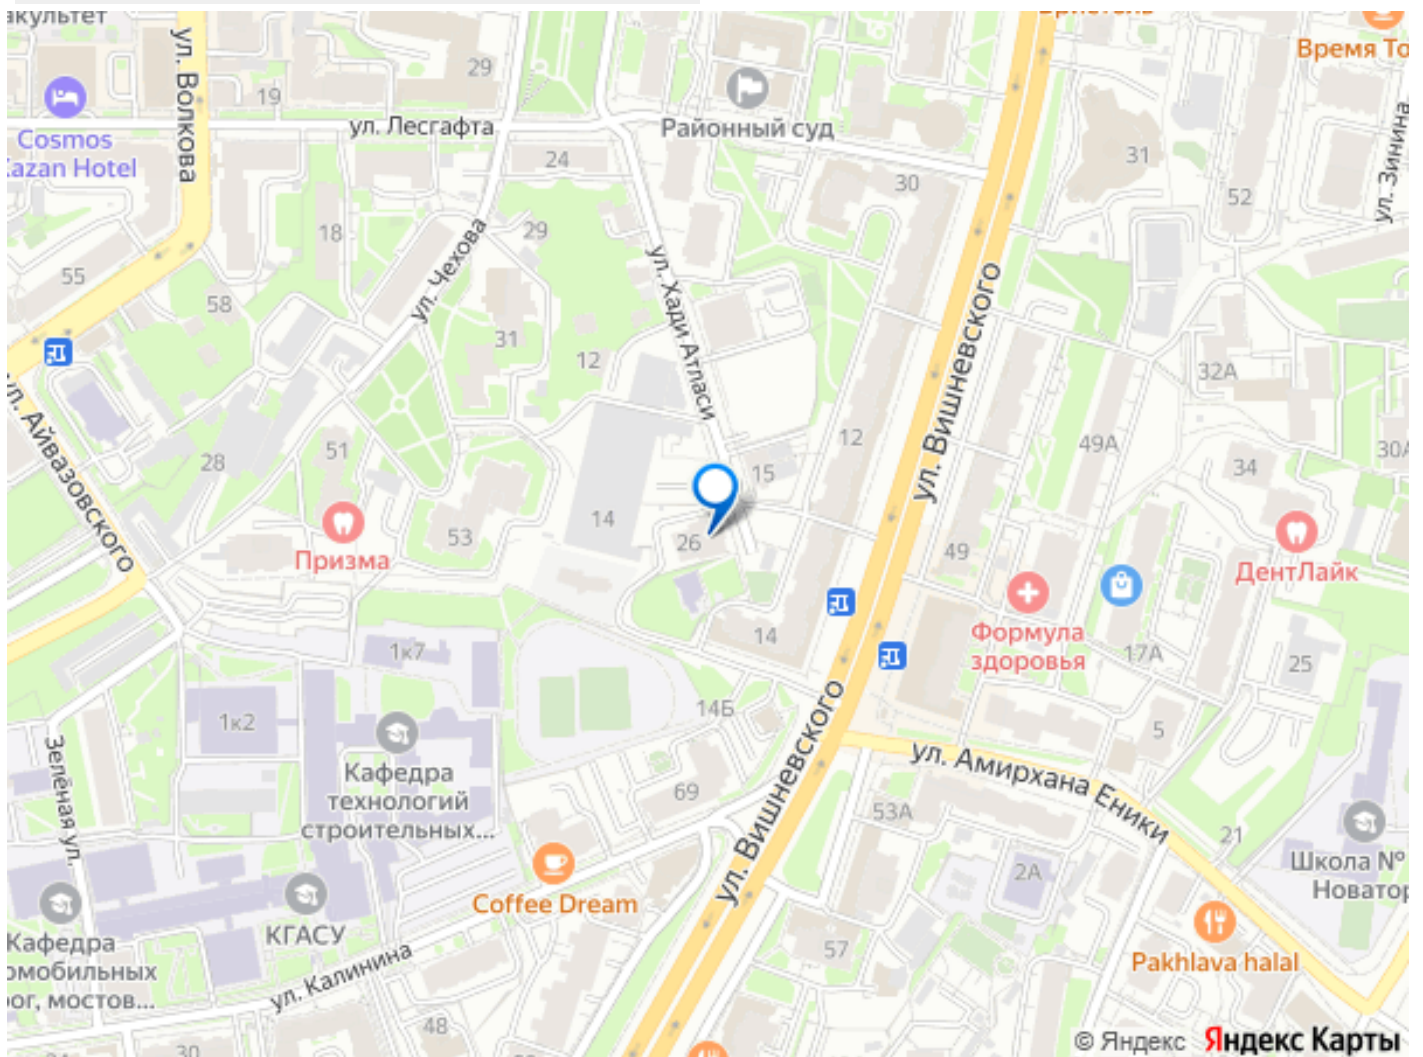 акультет
ул. Волкова
29
19
Cosmos
Kazan Hotel
ул. Лесгафта
24
Районный суд
30
31
52
Время То
ул. Зинина
18
29
ул. Чехова
55
58
31
12
ул. Хади Атласи
ул. Вишневского
32А
ул. Айвазовского
28
51
Призма
53
14
26
15
12
49А
34
30А
49
ДентЛайк
Формула
здоровья
17А
25
5
14
14Б
1к7
1к2
Зелёная ул.
Кафедра
технологий
строительных...
69
ул. Вишневского
ул. Амирхана Еники
53А
2А
21
Школа №
Новатор
Coffee Dream
КГАСУ
Кафедра
омобильных
ог, мостов...
ул. Калинина
57
Pakhlava halal
48
30
© Яндекс Яндекс Карты